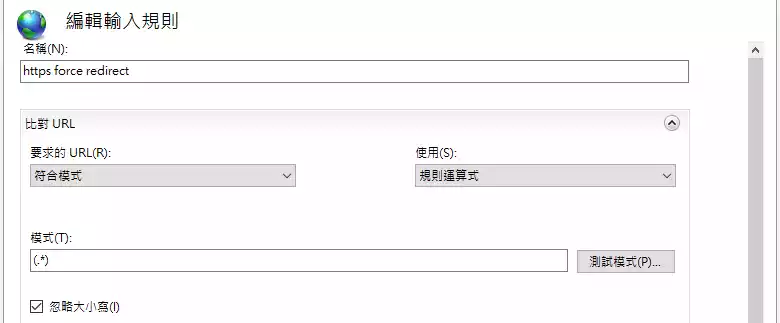 編輯輸入規則
名稱(N):
https force redirect
比對 URL
要求的 URL(R):
使用(S):
符合模式
規則運算式
模式(T):
(.*)
測試模式(P)...
忽略大小寫(I)